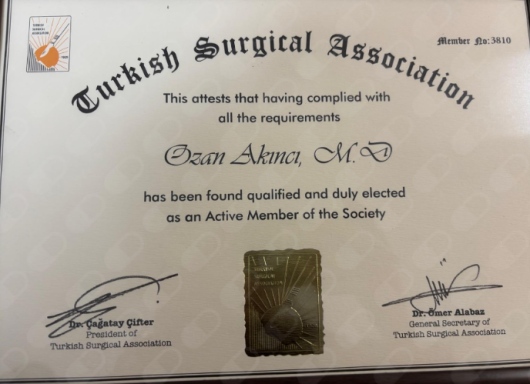 Turkish Surgical Association
Member No:3810
This attests that having complied with
all the requirements
Ozan Akıncı, M.D
has been found qualified and duly elected
as an Active Member of the Society
Dr. Çağatay Çifter
President of
Turkish Surgical Association
Dr. Ömer Alabaz
General Secretary of
Turkish Surgical Association